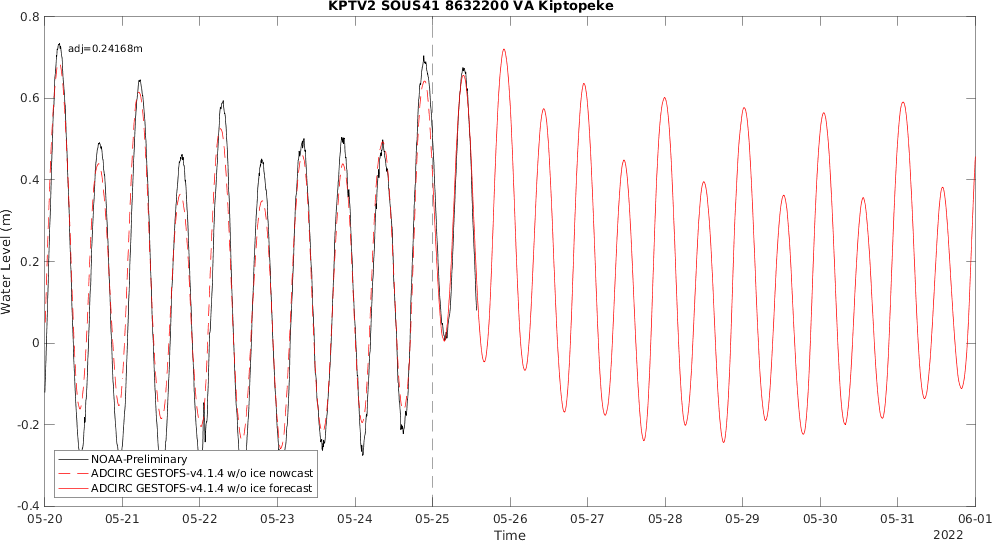 KPTV2 SOUS41 8632200 VA Kiptopeke
adj=0.24168m
0.8
0.6
0.4
0.2
0
-0.2
-0.4
Water Level (m)
NOAA-Preliminary
ADCIRC GESTOFS-v4.1.4 w/o ice nowcast
ADCIRC GESTOFS-v4.1.4 w/o ice forecast
05-20 05-21 05-22 05-23 05-24 05-25 05-26 05-27 05-28 05-29 05-30 05-31 06-01
Time
2022